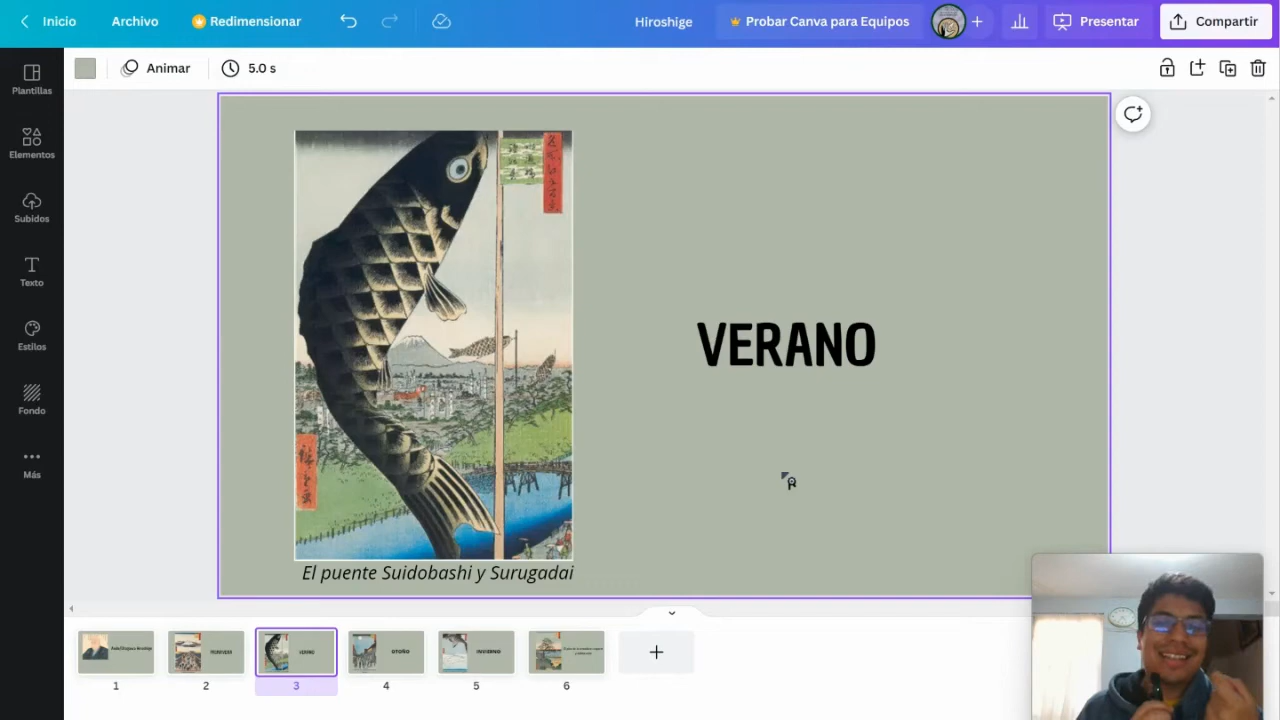 Inicio
Archivo
Redimensionar
Hiroshige
Probar Canva para Equipos
Presentar
Compartir
Plantillas
Elementos
Subidos
Texto
Estilos
Fondo
Más
Animar
5.0 s
VERANO
El puente Suidobashi y Surugadai
VERANO
OTOÑO
INVIERNO
1
2
3
4
5
6